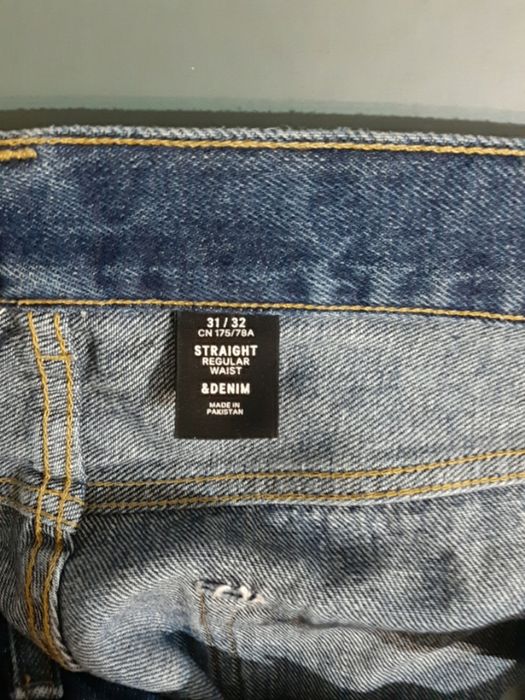 31 / 32
CN 175/78A
STRAIGHT
REGULAR
WAIST
&DENIM
MADE IN
PAKISTAN